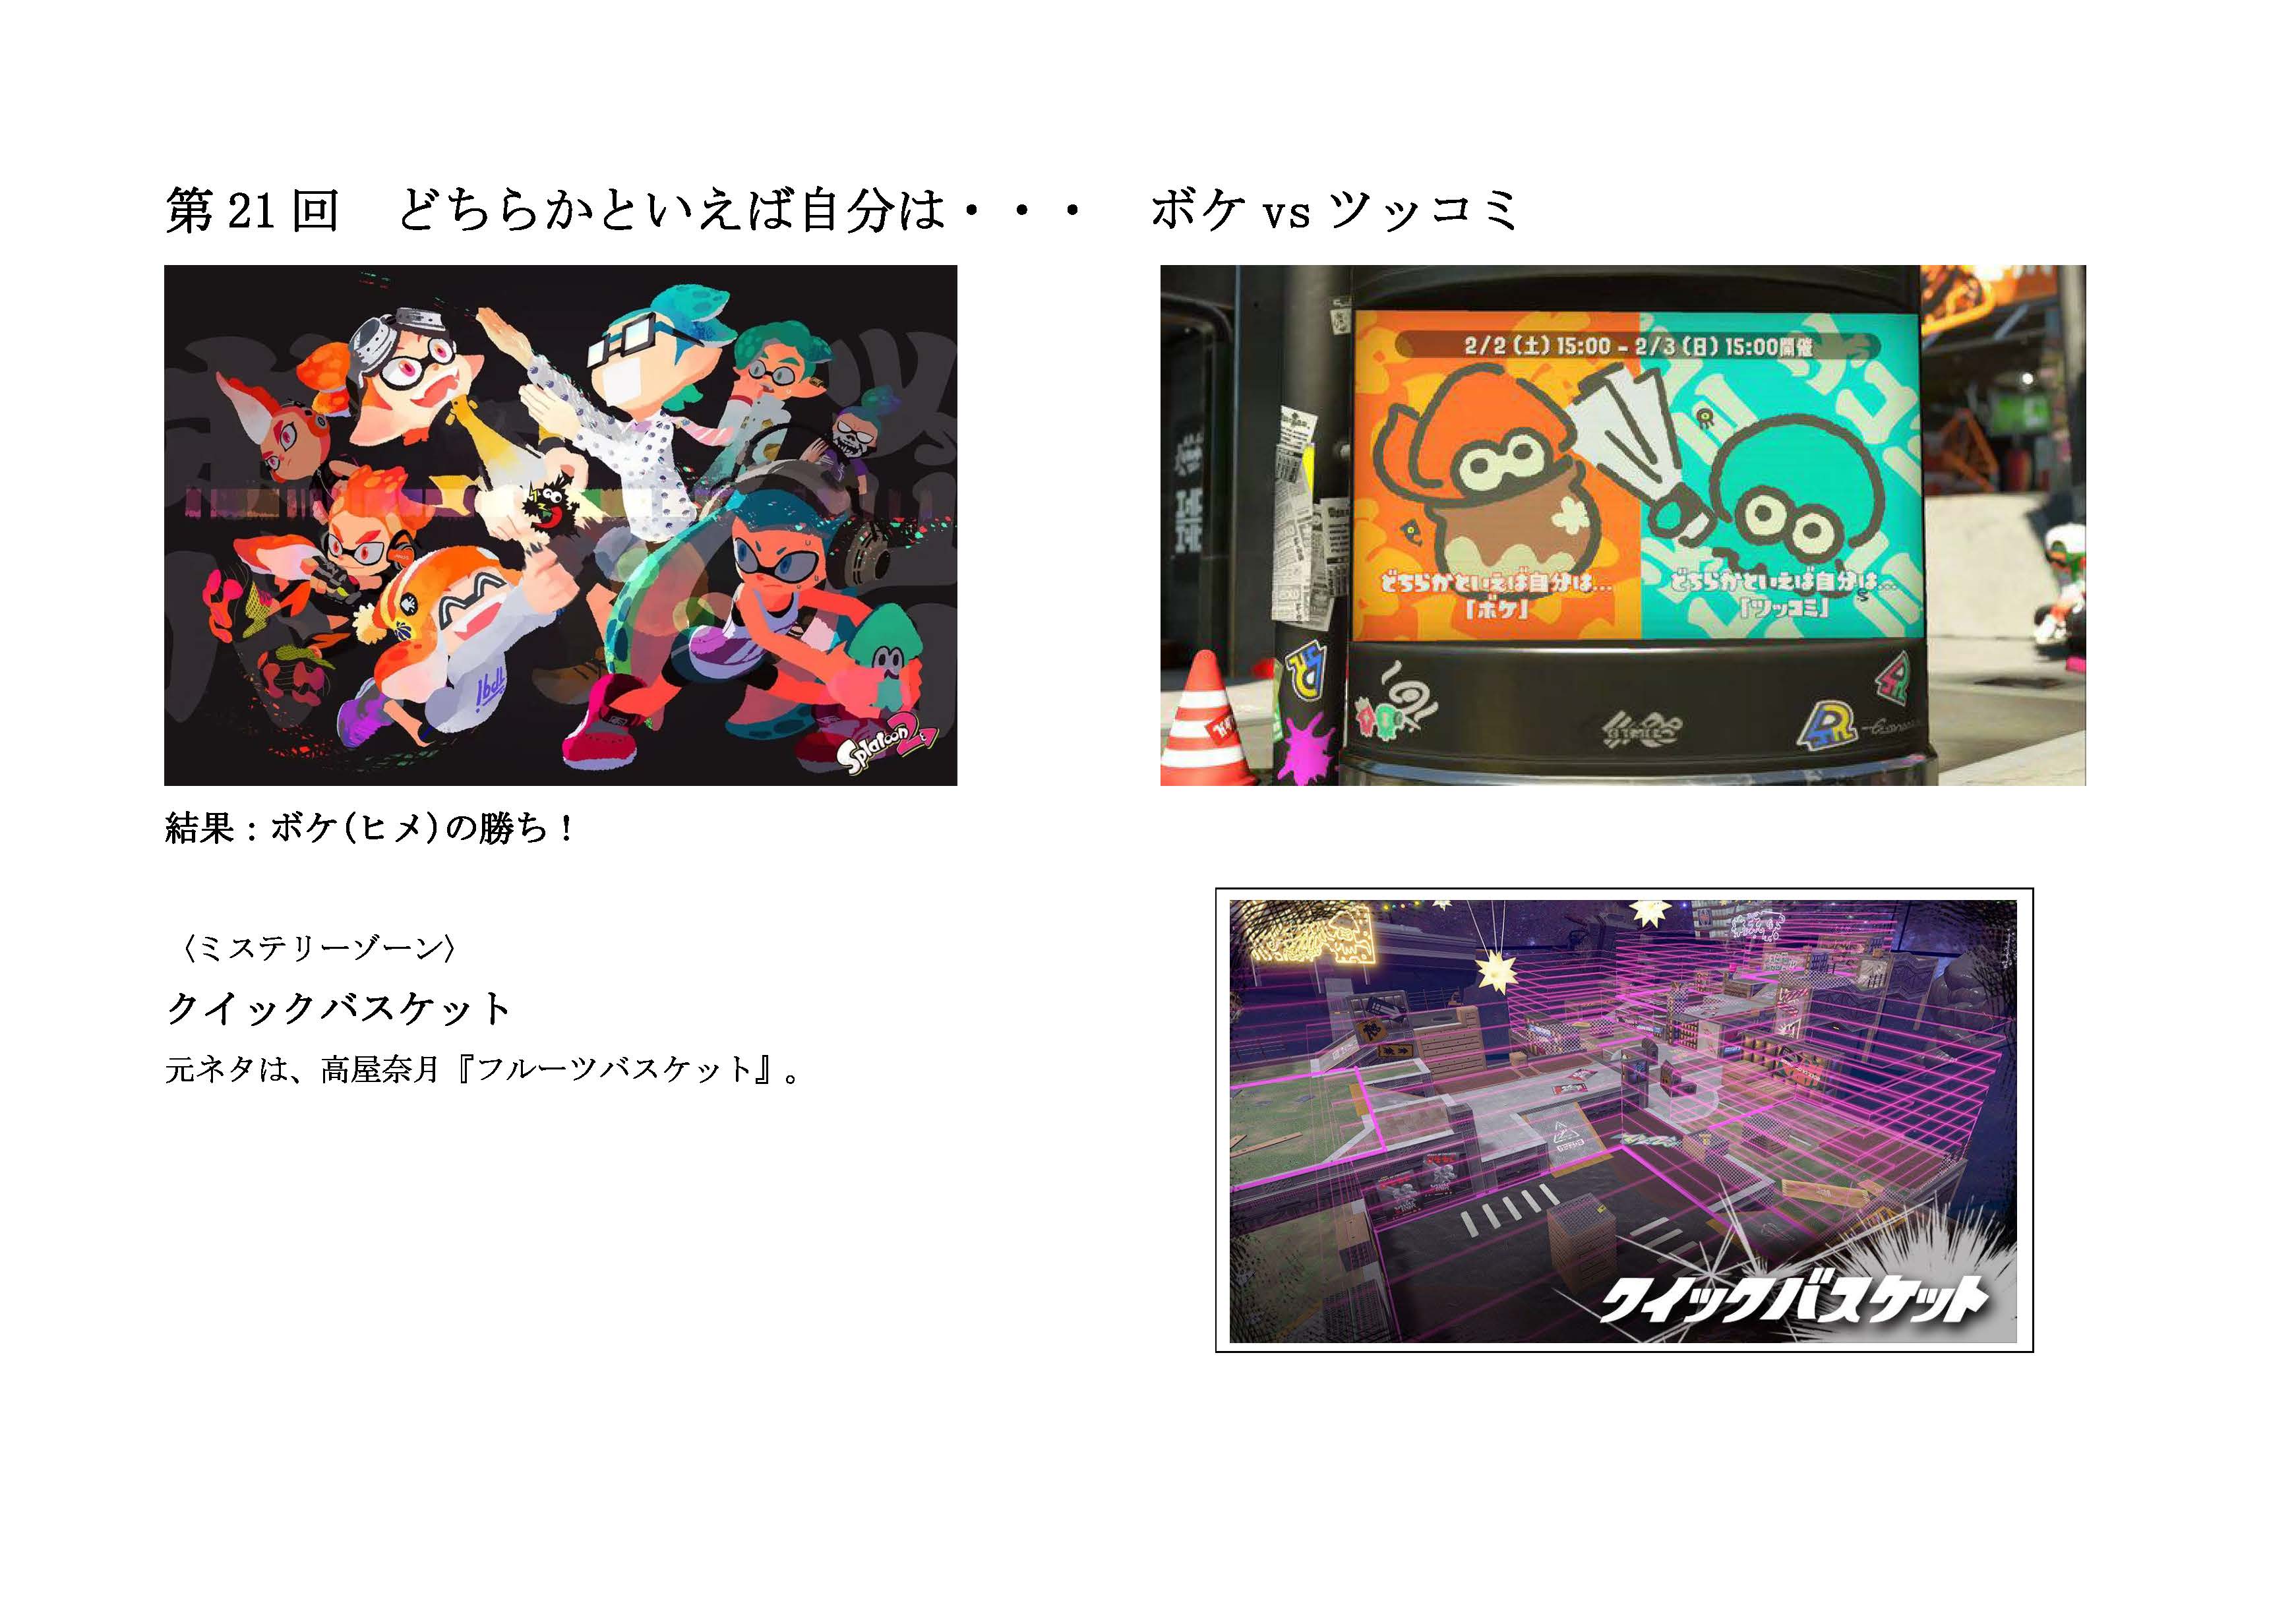 第21回　どちらかといえば自分は・・・　ボケvsツッコミ
Splatoon2
2/2(土)15:00－2/3(日)15:00開催
どちらかといえば自分は…
「ボケ」
どちらかといえば自分は…
「ツッコミ」
結果：ボケ(ヒメ)の勝ち！
〈ミステリーゾーン〉
クイックバスケット
元ネタは、高屋奈月『フルーツバスケット』。
クイックバスケット